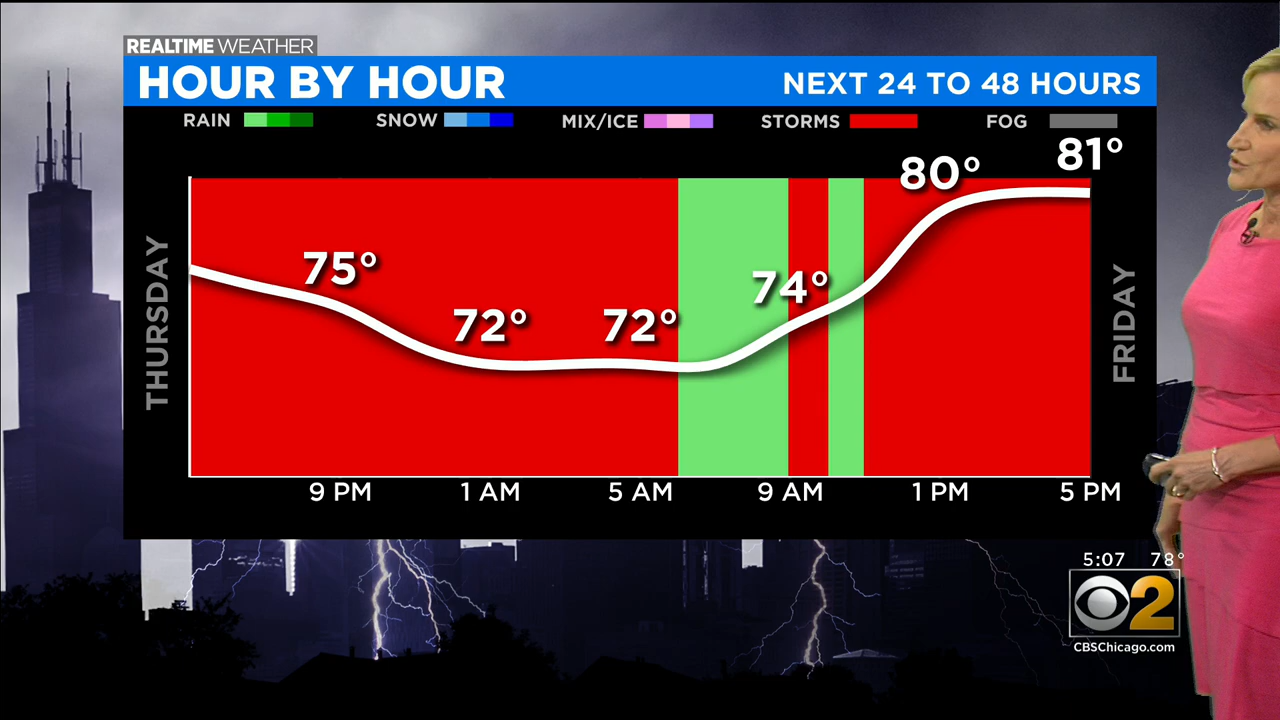 REALTIME WEATHER
HOUR BY HOUR NEXT 24 TO 48 HOURS
RAIN SNOW MIX/ICE STORMS FOG
THURSDAY
75° 72° 72° 74° 80° 81°
FRIDAY
9 PM 1 AM 5 AM 9 AM 1 PM 5 PM
5:07 78°
2
CBSChicago.com